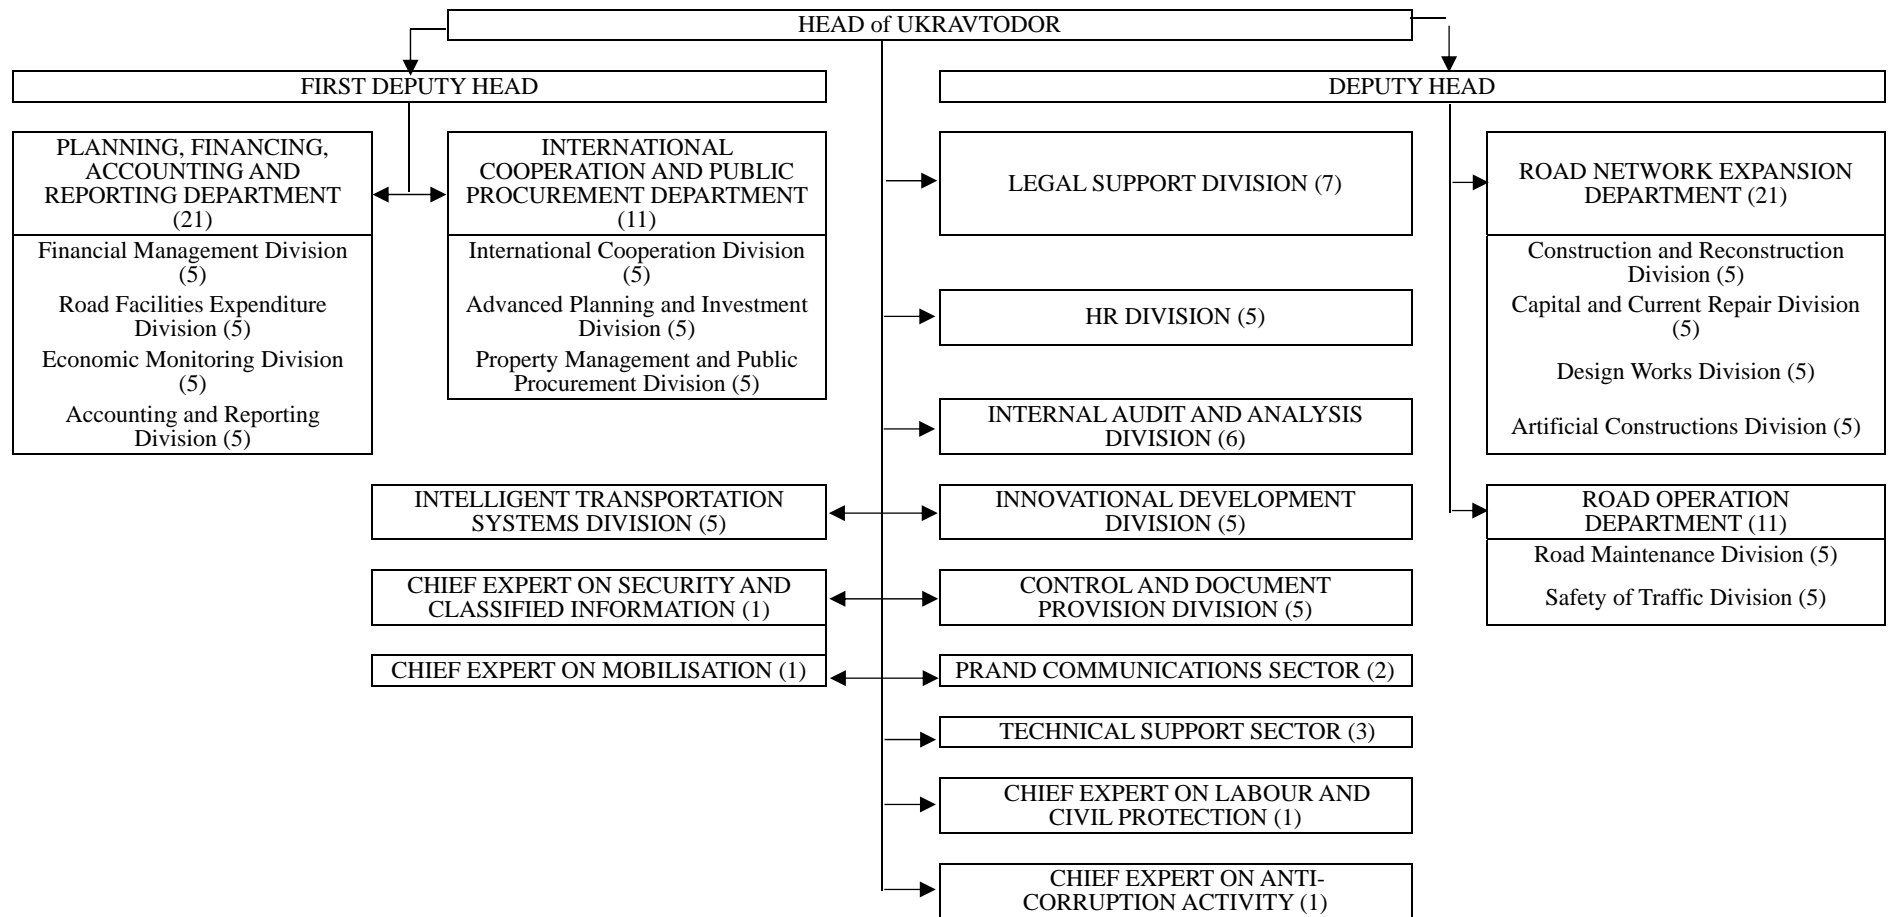 HEAD of UKRAVTODOR
FIRST DEPUTY HEAD
DEPUTY HEAD
PLANNING, FINANCING,
ACCOUNTING AND
REPORTING DEPARTMENT
(21)
Financial Management Division
(5)
Road Facilities Expenditure
Division (5)
Economic Monitoring Division
(5)
Accounting and Reporting
Division (5)
INTERNATIONAL
COOPERATION AND PUBLIC
PROCUREMENT DEPARTMENT
(11)
International Cooperation Division
(5)
Advanced Planning and Investment
Division (5)
Property Management and Public
Procurement Division (5)
LEGAL SUPPORT DIVISION (7)
HR DIVISION (5)
INTERNAL AUDIT AND ANALYSIS
DIVISION (6)
ROAD NETWORK EXPANSION
DEPARTMENT (21)
Construction and Reconstruction
Division (5)
Capital and Current Repair Division
(5)
Design Works Division (5)
Artificial Constructions Division (5)
INTELLIGENT TRANSPORTATION
SYSTEMS DIVISION (5)
INNOVATIONAL DEVELOPMENT
DIVISION (5)
ROAD OPERATION
DEPARTMENT (11)
Road Maintenance Division (5)
Safety of Traffic Division (5)
CHIEF EXPERT ON SECURITY AND
CLASSIFIED INFORMATION (1)
CONTROL AND DOCUMENT
PROVISION DIVISION (5)
CHIEF EXPERT ON MOBILISATION (1)
PRAND COMMUNICATIONS SECTOR (2)
TECHNICAL SUPPORT SECTOR (3)
CHIEF EXPERT ON LABOUR AND
CIVIL PROTECTION (1)
CHIEF EXPERT ON ANTI-
CORRUPTION ACTIVITY (1)